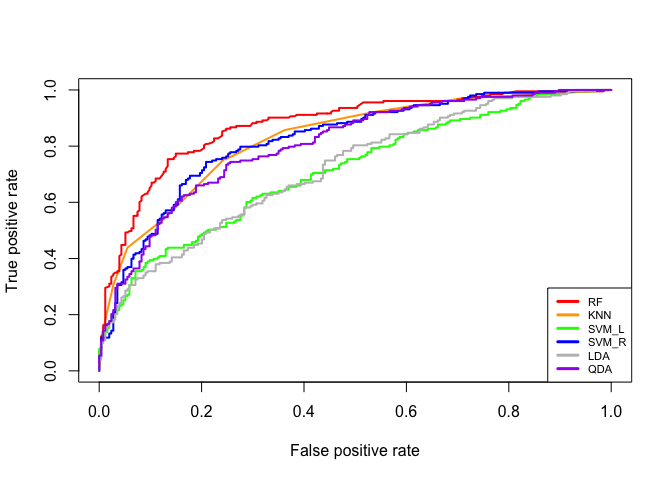 True positive rate
1.0
0.8
0.6
0.4
0.2
0.0
RF
KNN
SVM_L
SVM_R
LDA
QDA
0.0 0.2 0.4 0.6 0.8 1.0
False positive rate